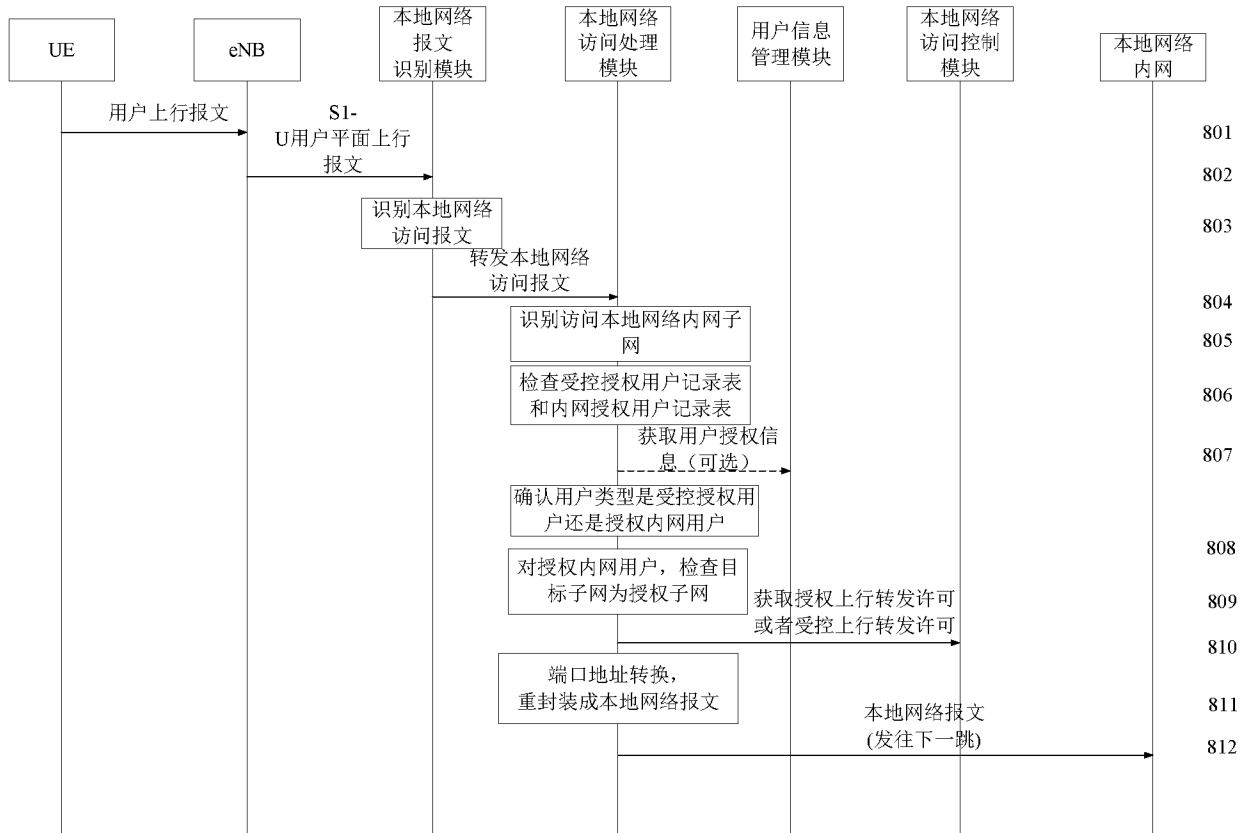 UE
eNB
本地网络
报文
识别模块
本地网络
访问处理
模块
用户信息
管理模块
本地网络
访问控制
模块
本地网络
内网
用户上行报文
801
S1-
U用户平面上行
报文
802
识别本地网络
访问报文
803
转发本地网络
访问报文
804
识别访问本地网络内网子
网
805
检查受控授权用户记录表
和内网授权用户记录表
806
获取用户授权信
息（可选）
807
确认用户类型是受控授权用
户还是授权内网用户
808
对授权内网用户，检查目
标子网为授权子网
809
获取授权上行转发许可
或者受控上行转发许可
810
端口地址转换，
重封装成本地网络报文
811
本地网络报文
(发往下一跳)
812